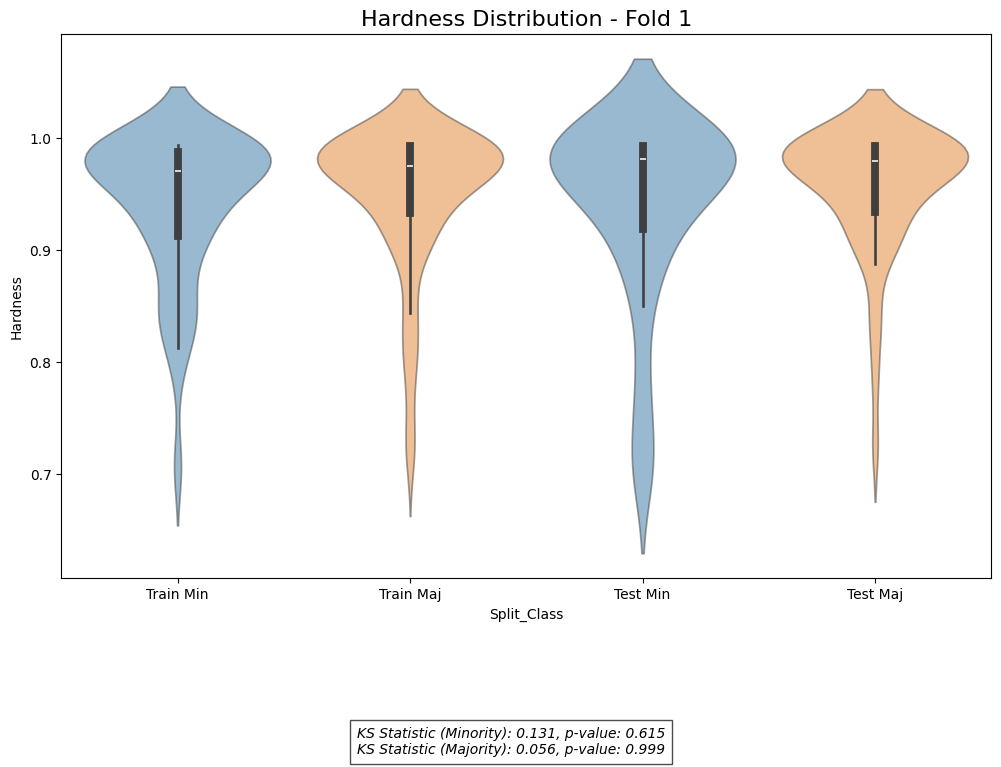 Hardness Distribution - Fold 1
Hardness
1.0
0.9
0.8
0.7
Train Min
Train Maj
Test Min
Test Maj
Split_Class
KS Statistic (Minority): 0.131, p-value: 0.615
KS Statistic (Majority): 0.056, p-value: 0.999